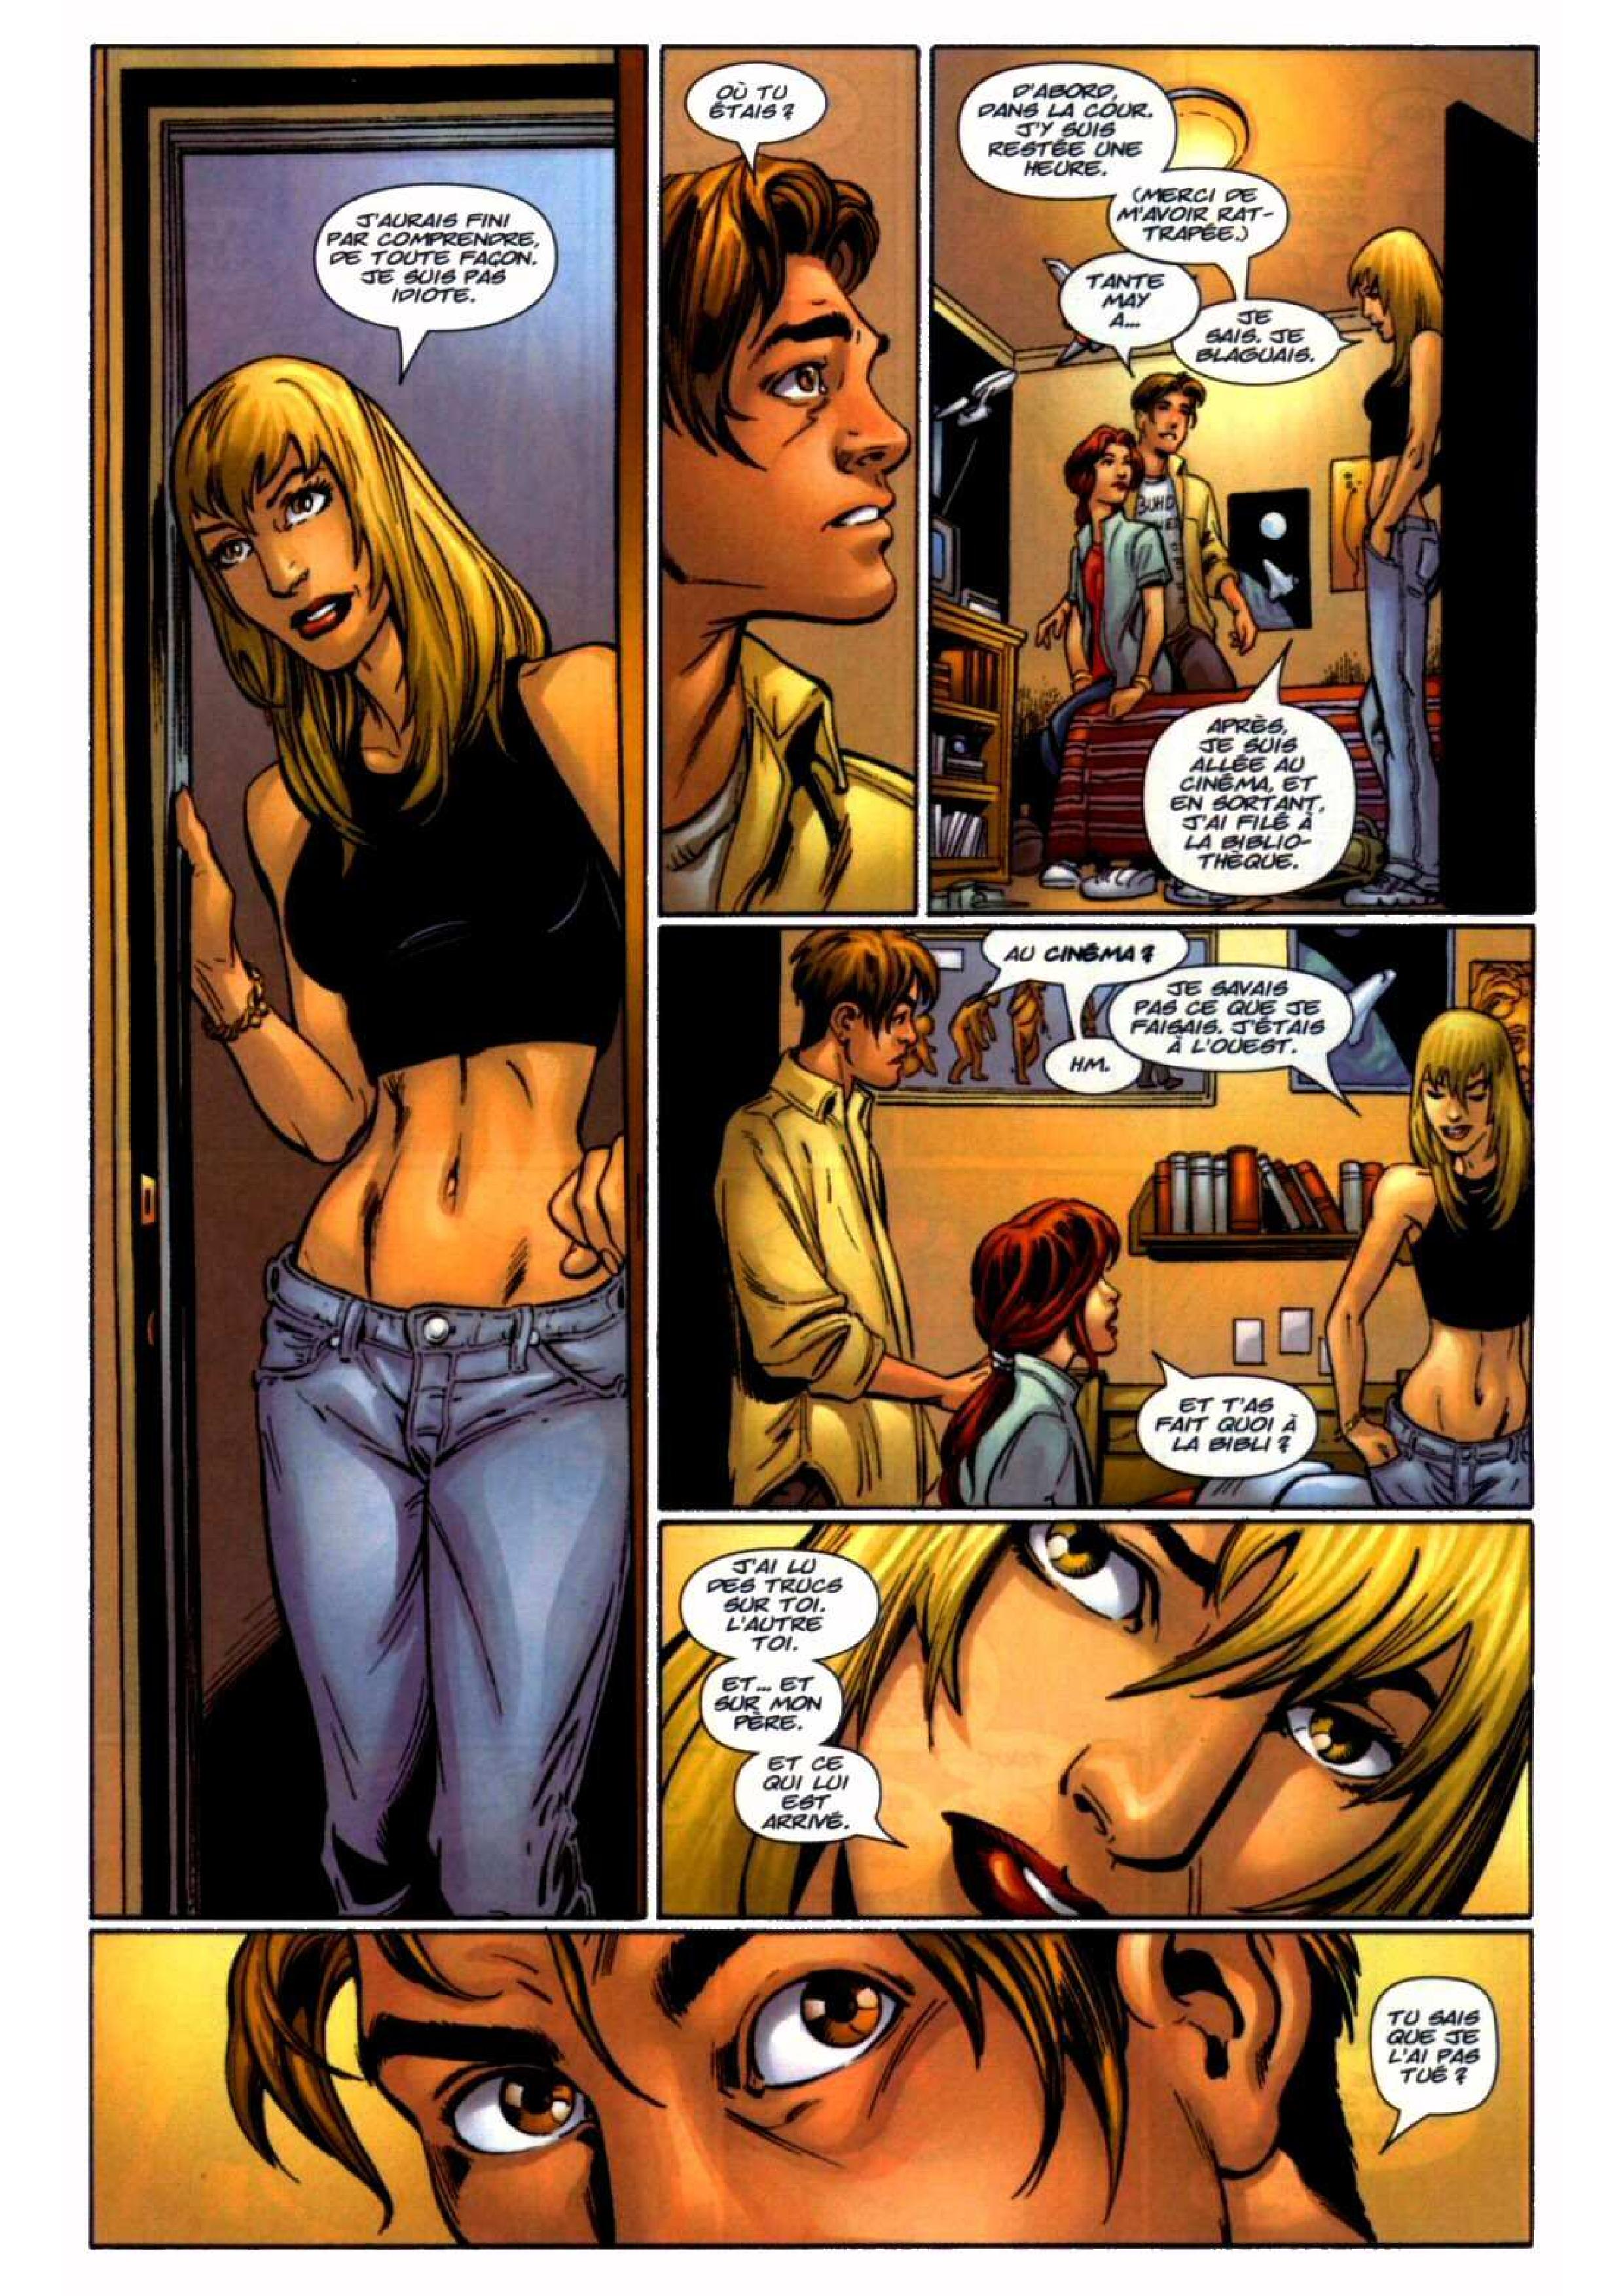 J'AURAIS FINI
PAR COMPRENDRE,
DE TOUTE FAÇON.
JE SUIS PAS
IDIOTE.
OÙ TU
ÉTAIS ?
D'ABORD,
DANS LA COUR.
J'Y SUIS
RESTÉE UNE
HEURE.
(MERCI DE
M'AVOIR RAT-
TRAPÉE.)
TANTE
MAY
A...
JE
SAIS. JE
BLAGUAIS.
BUHD
APRÈS,
JE SUIS
ALLÉE AU
CINÉMA, ET
EN SORTANT,
J'AI FILÉ À
LA BIBLIO-
THÈQUE.
AU CINÉMA ?
HM.
JE SAVAIS
PAS CE QUE JE
FAISAIS. J'ÉTAIS
À L'OUEST.
ET T'AS
FAIT QUOI À
LA BIBLI ?
J'AI LU
DES TRUCS
SUR TOI.
L'AUTRE
TOI.
ET... ET
SUR MON
PÈRE.
ET CE
QUI LUI
EST
ARRIVÉ.
TU SAIS
QUE JE
L'AI PAS
TUÉ ?